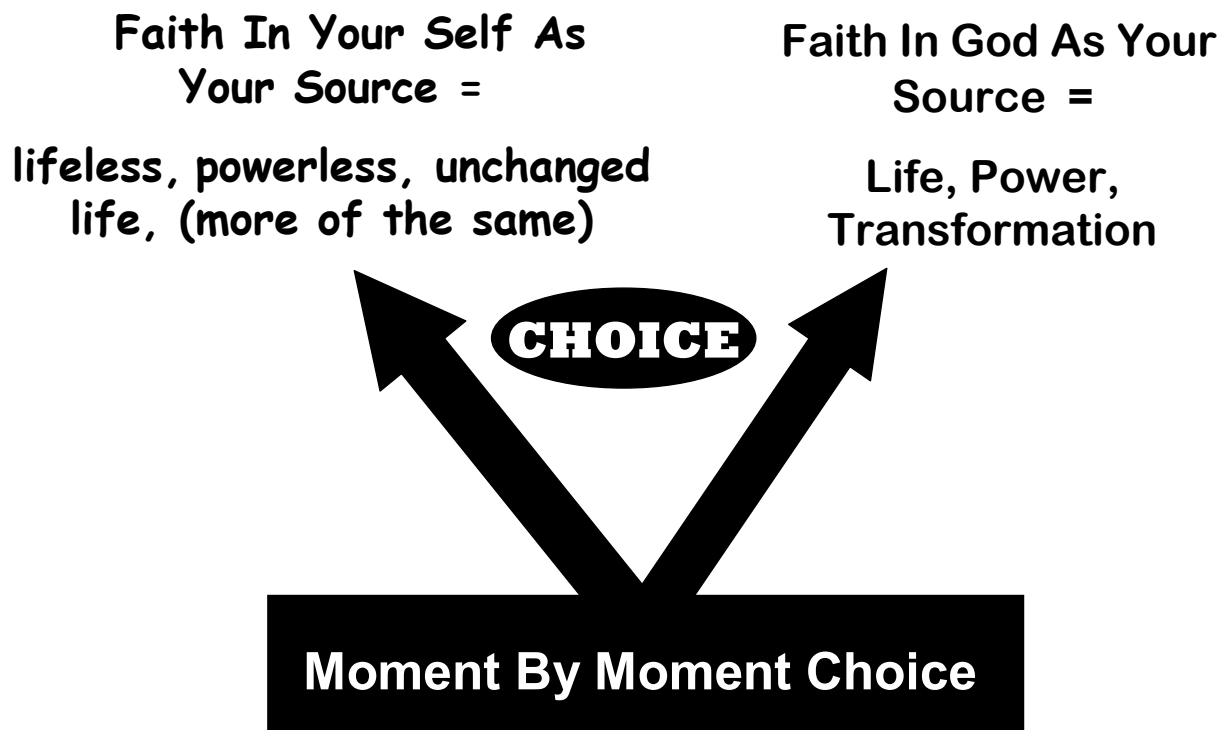 Faith In Your Self As
Your Source =
lifeless, powerless, unchanged
life, (more of the same)
Faith In God As Your
Source =
Life, Power,
Transformation
CHOICE
Moment By Moment Choice